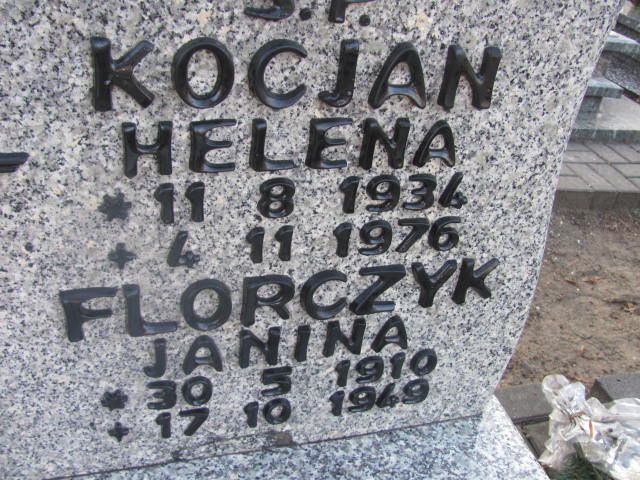 Ś.P.
KOCJAN
HELENA
* 11 8 1934
+ 4 11 1976
FLORCZYK
JANINA
* 30 5 1910
+ 17 10 1949